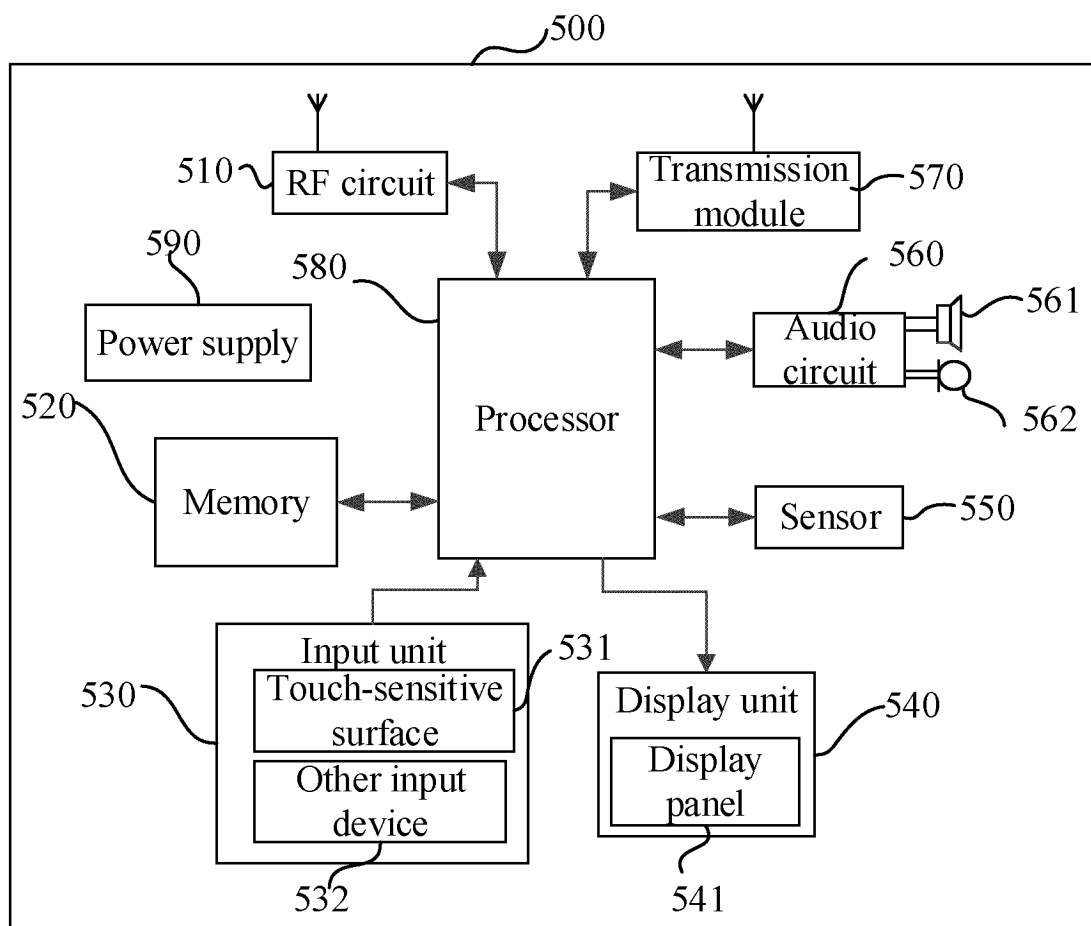 500
510
RF circuit
Transmission
module
570
590
Power supply
580
Processor
560
Audio
circuit
561
562
520
Memory
Sensor
550
530
Input unit
531
Touch-sensitive
surface
Other input
device
532
Display unit
540
Display
panel
541